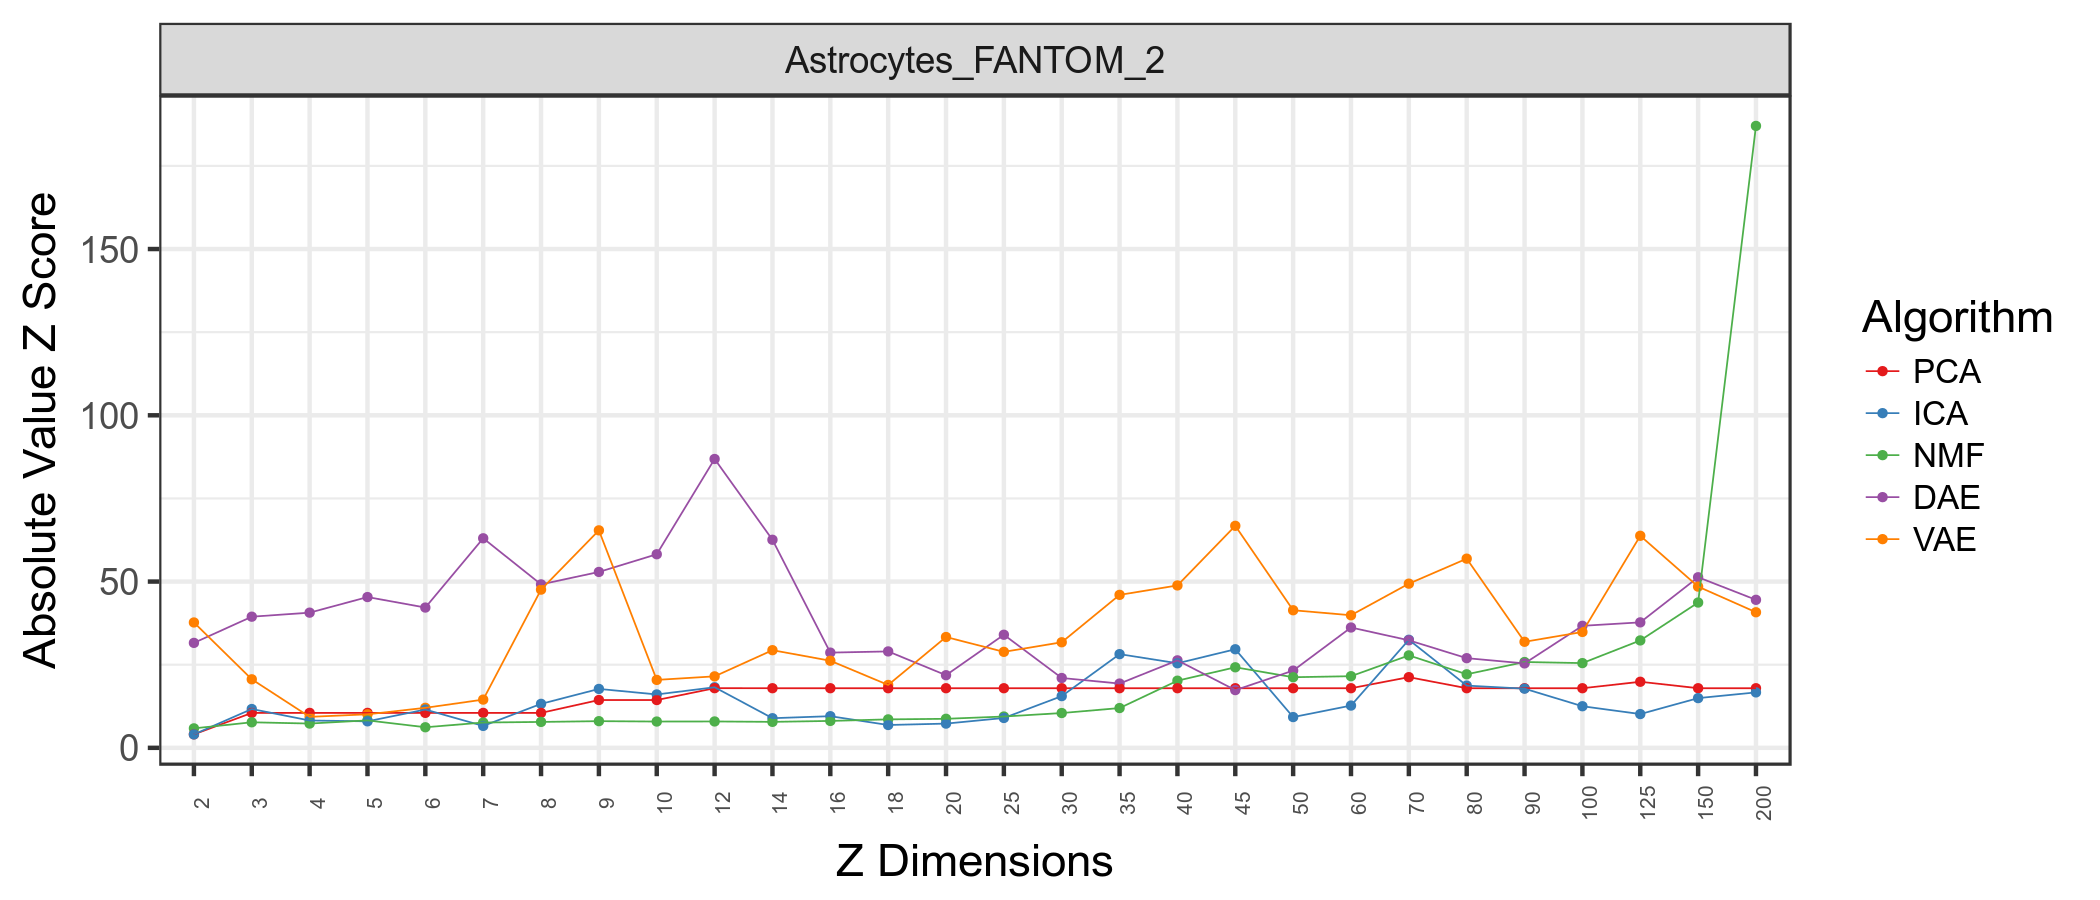 Astrocytes_FANTOM_2
Absolute Value Z Score
150
100
50
0
2 3 4 5 6 7 8 9 10 12 14 16 18 20 25 30 35 40 45 50 60 70 80 90 100 125 150 200
Z Dimensions
Algorithm
PCA
ICA
NMF
DAE
VAE